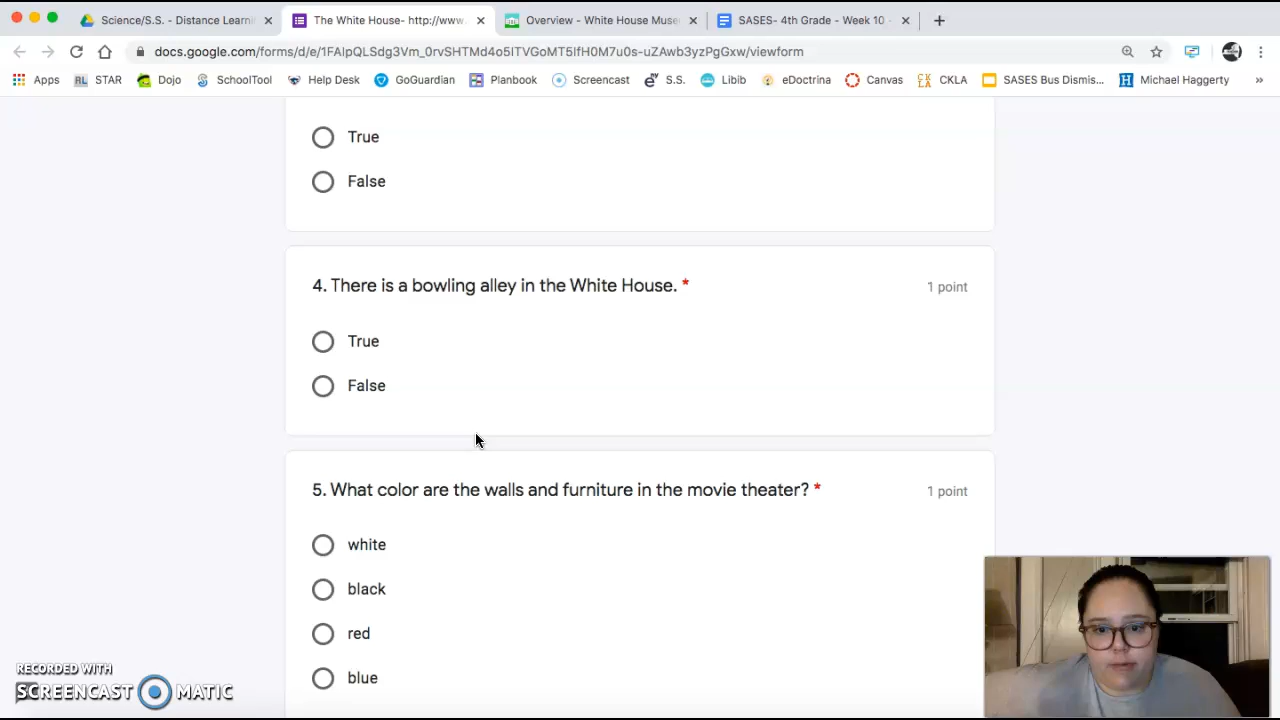 Science/S.S. - Distance Learni
The White House- http://www.
Overview - White House Muse
SASES- 4th Grade - Week 10 -
docs.google.com/forms/d/e/1FAIpQLSdg3Vm_0rvSHTMd4o5ITVGoMT5IfH0M7u0s-uZAwb3yzPgGxw/viewform
Apps
RL STAR
Dojo
SchoolTool
Help Desk
GoGuardian
Planbook
Screencast
S.S.
Libib
eDoctrina
Canvas
CKLA
SASES Bus Dismis...
H Michael Haggerty
»
True
False
4. There is a bowling alley in the White House. *
1 point
True
False
5. What color are the walls and furniture in the movie theater? *
1 point
white
black
red
blue
RECORDED WITH
SCREENCAST MATIC